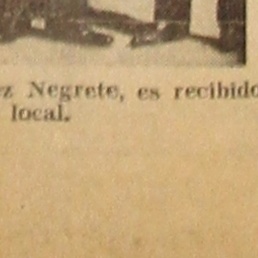 z Negrete, es recibido
local.